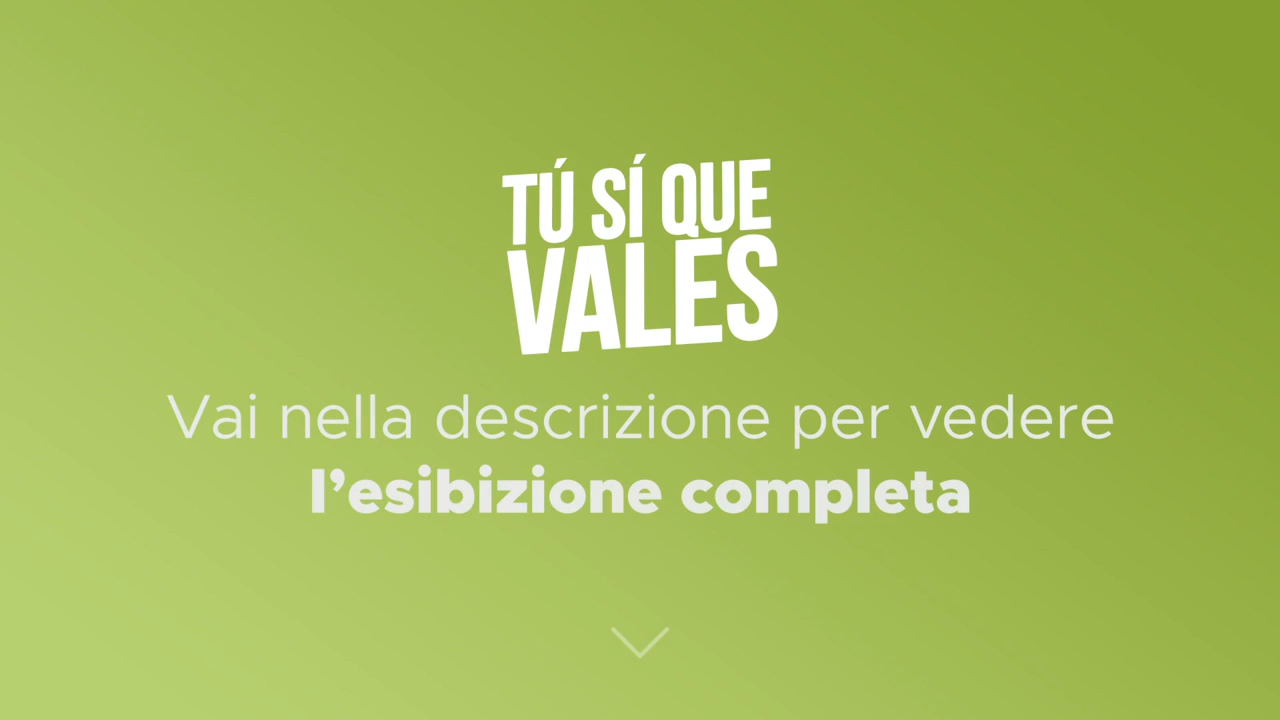 TÚ SÍ QUE
VALES
Vai nella descrizione per vedere
l’esibizione completa